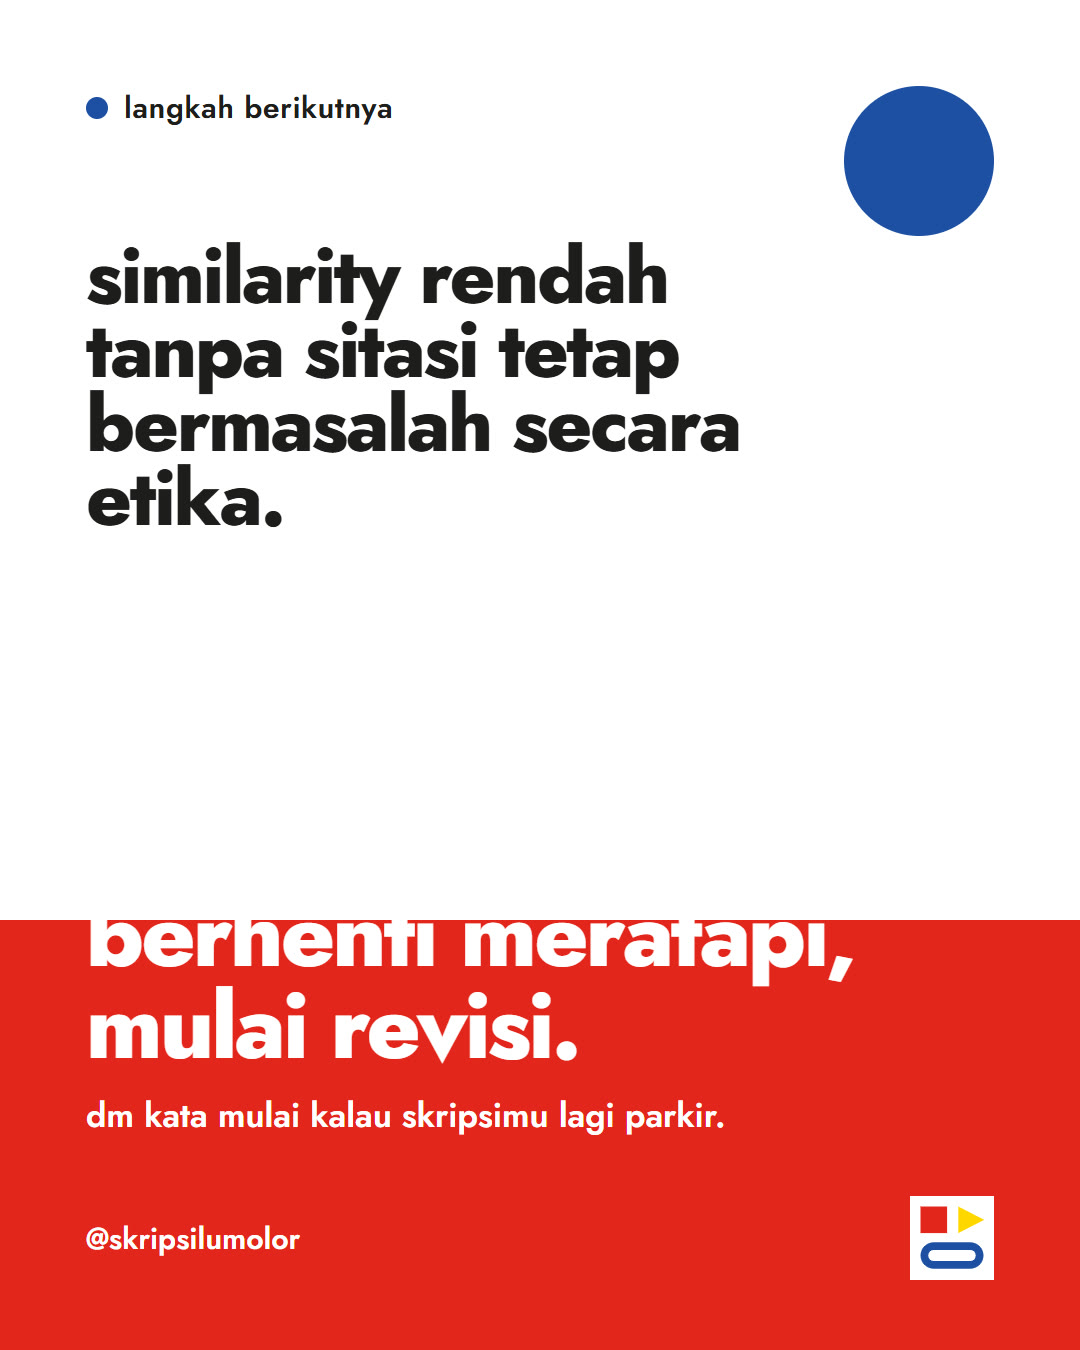 langkah berikutnya
similarity rendah
tanpa sitasi tetap
bermasalah secara
etika.
berhenti meratapi,
mulai revisi.
dm kata mulai kalau skripsimu lagi parkir.
@skripsilumolor